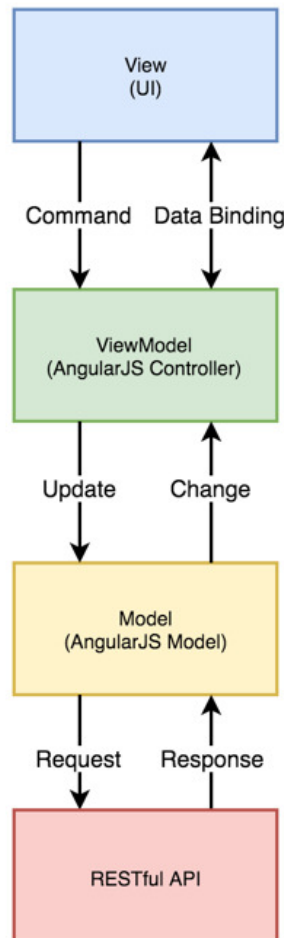 View
(UI)
Command
Data Binding
ViewModel
(AngularJS Controller)
Update
Change
Model
(AngularJS Model)
Request
Response
RESTful API